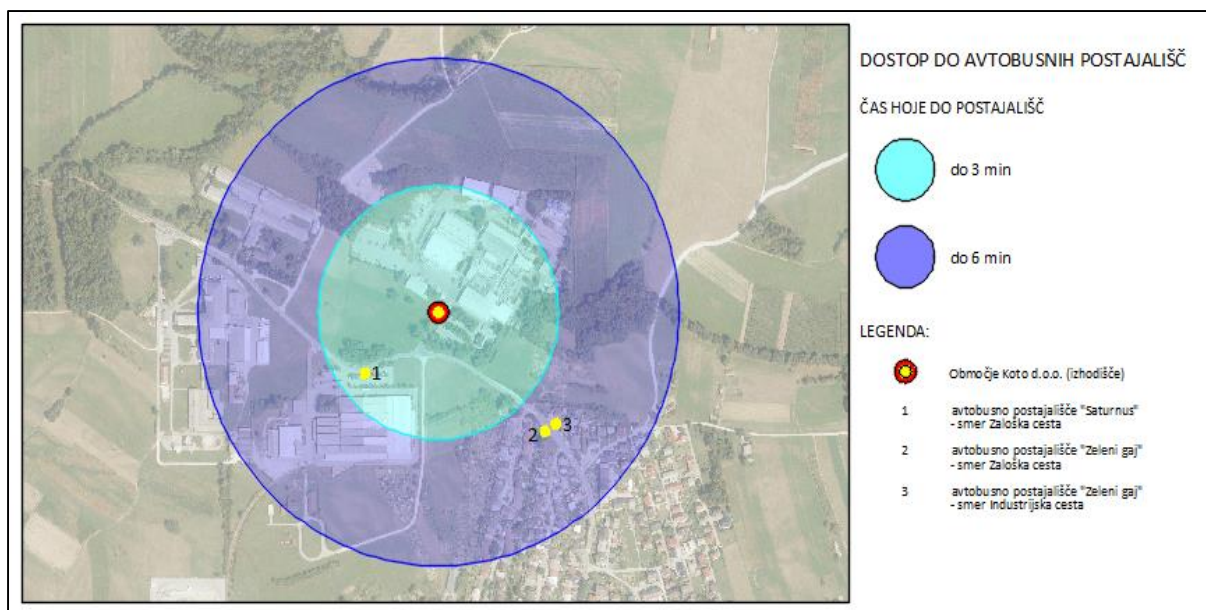 DOSTOP DO AVTOBUSNIH POSTAJALIŠČ
ČAS HOJE DO POSTAJALIŠČ
do 3 min
do 6 min
LEGENDA:
Območje Koto d.o.o. (izhodišče)
1 avtobusno postajališče "Saturnus"
- smer Zaloška cesta
2 avtobusno postajališče "Zeleni gaj"
- smer Zaloška cesta
3 avtobusno postajališče "Zeleni gaj"
- smer Industrijska cesta
1
2
3